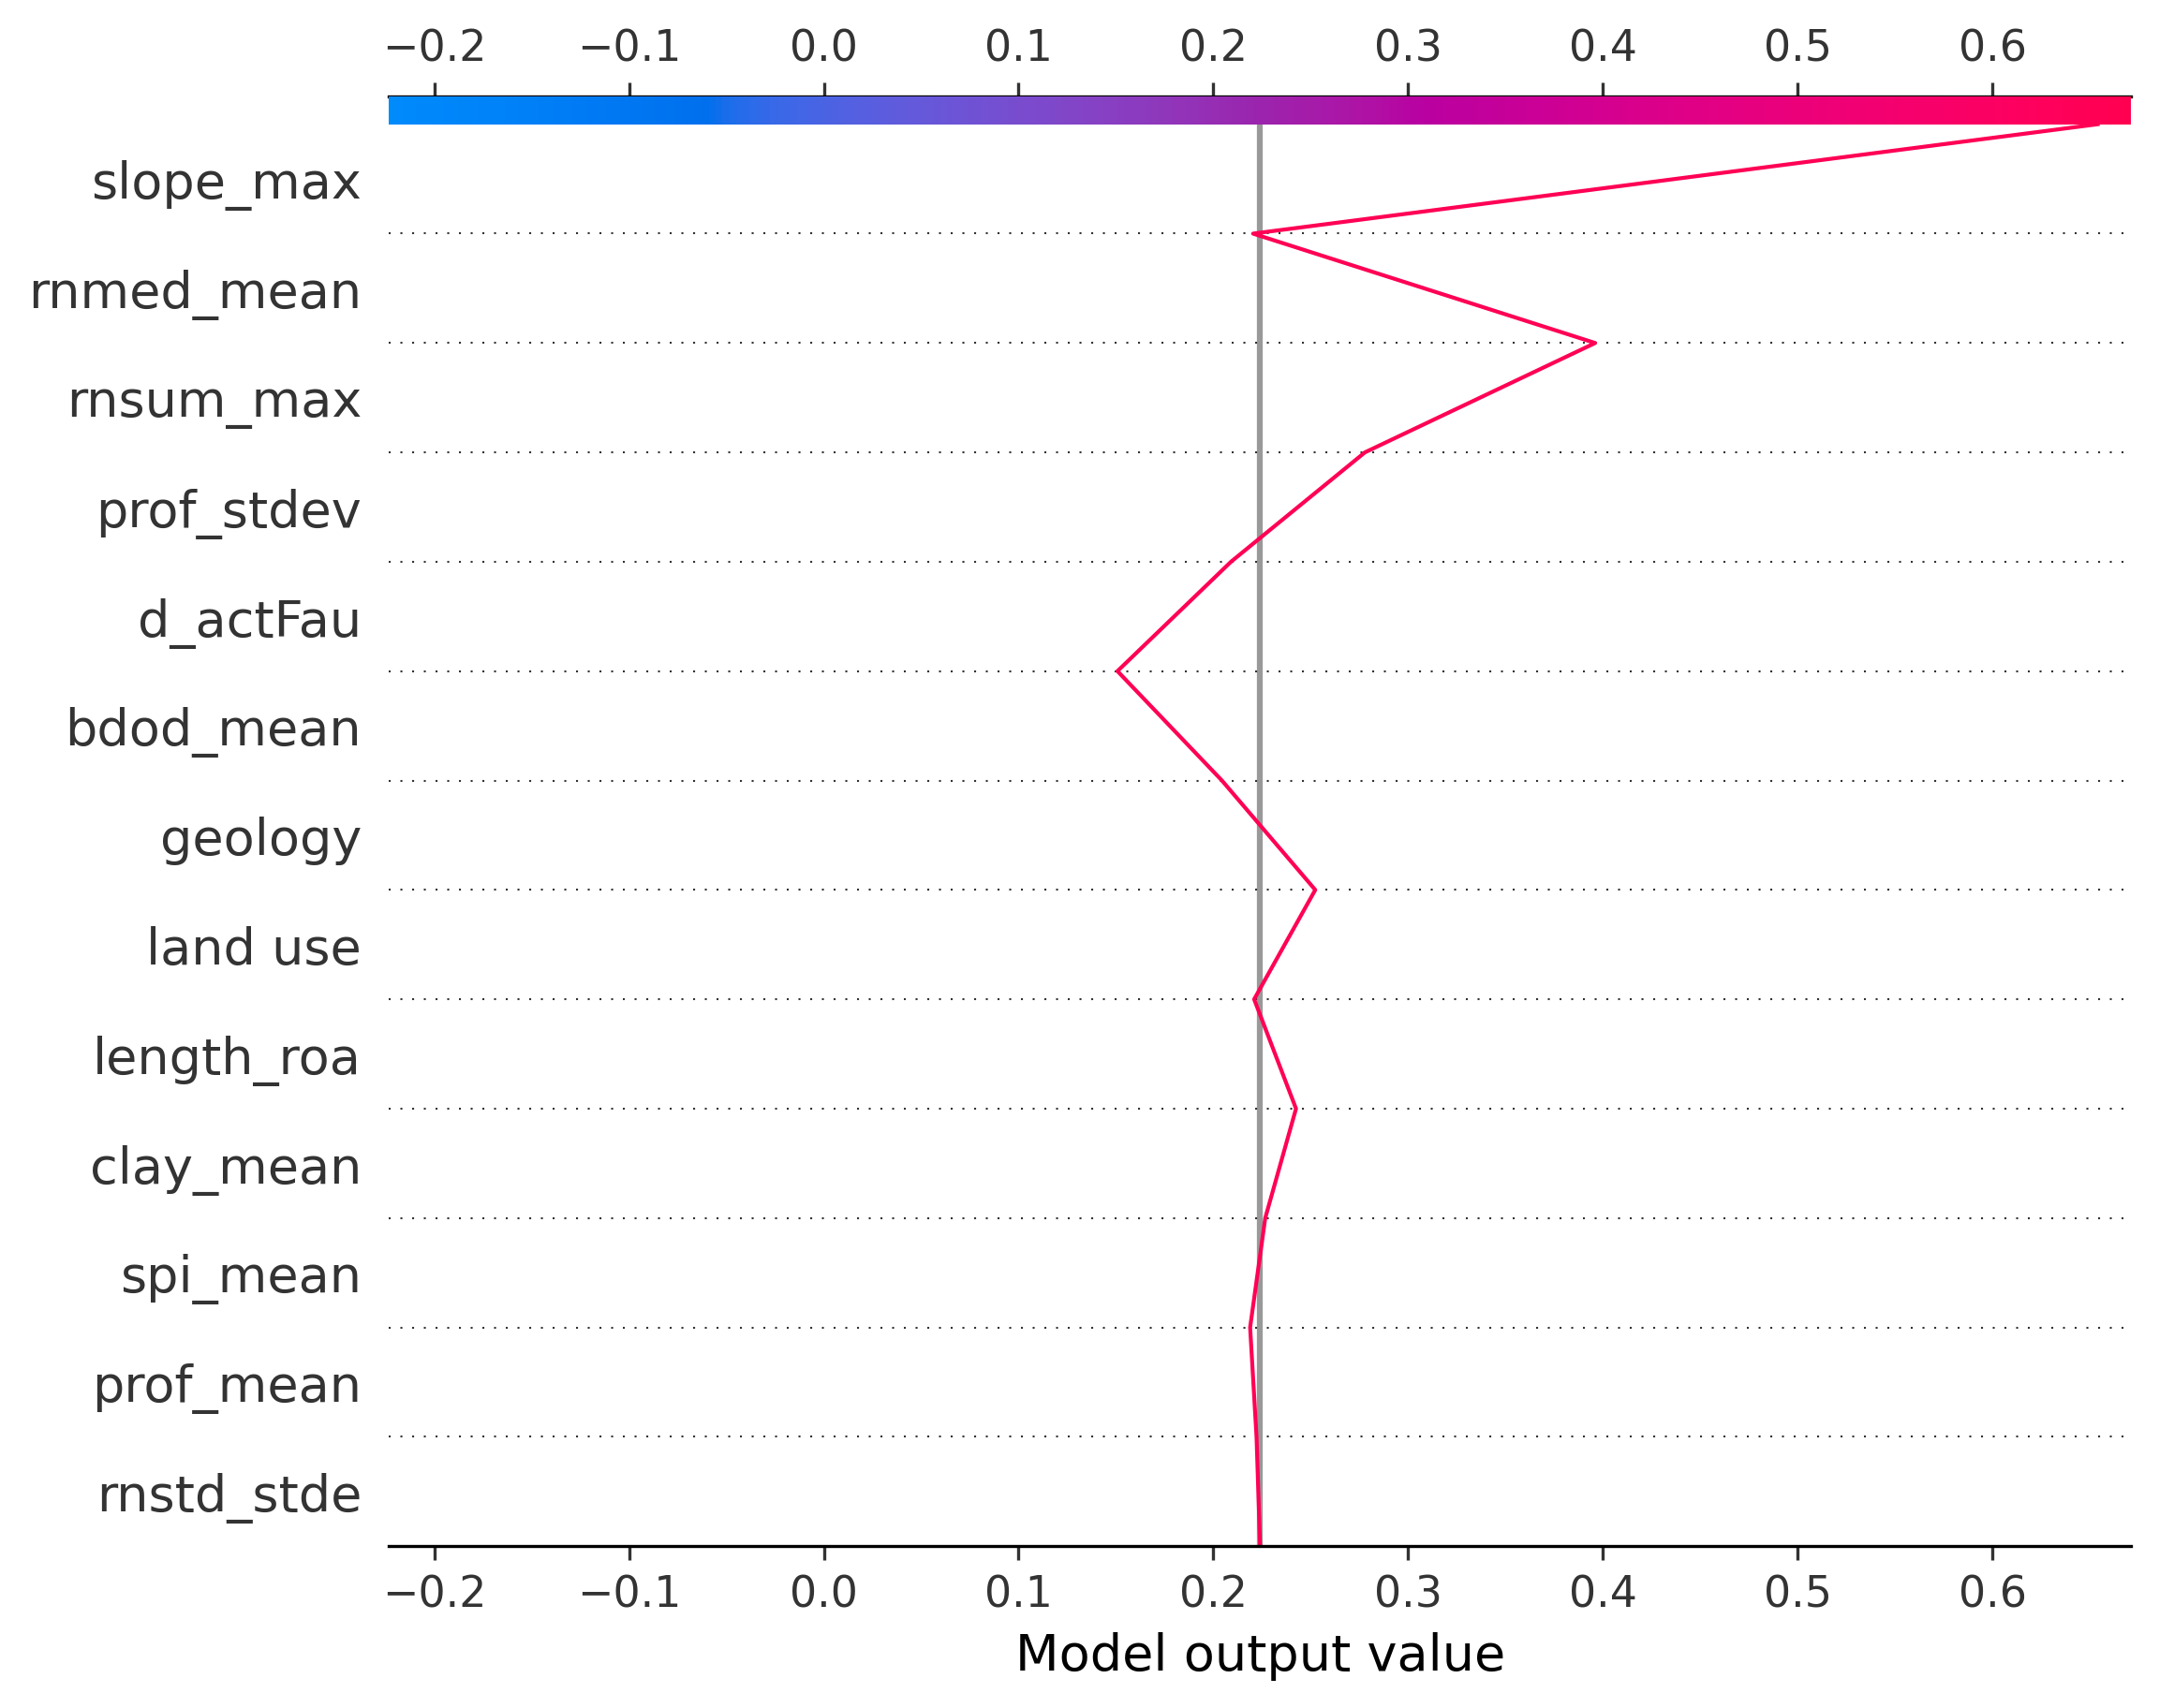 −0.2 −0.1 0.0 0.1 0.2 0.3 0.4 0.5 0.6
slope_max
rnmed_mean
rnsum_max
prof_stdev
d_actFau
bdod_mean
geology
land use
length_roa
clay_mean
spi_mean
prof_mean
rnstd_stde
−0.2 −0.1 0.0 0.1 0.2 0.3 0.4 0.5 0.6
Model output value